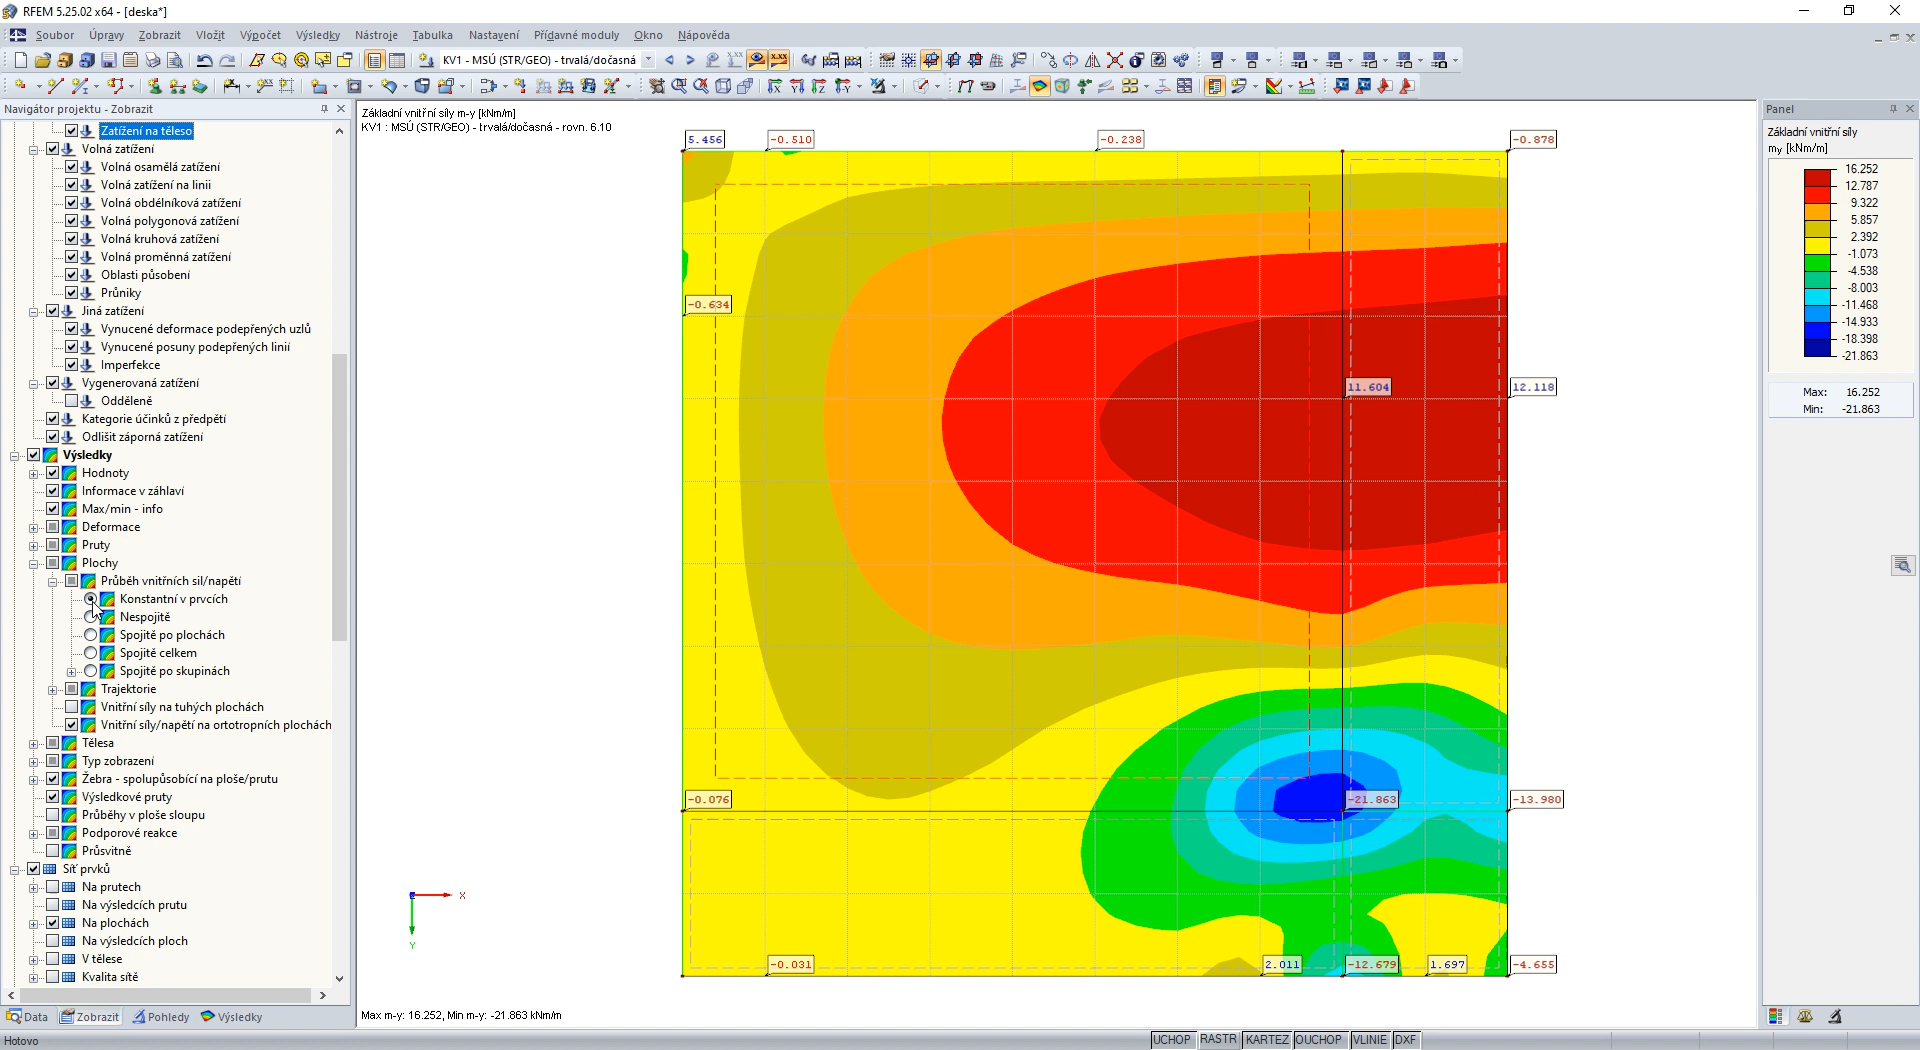 RFEM 5.25.02 x64 - [deska*]
Soubor Úpravy Zobrazit Vložit Výpočet Výsledky Nástroje Tabulka Nastavení Přídavné moduly Okno Nápověda
KV1 - MSÚ (STR/GEO) - trvalá/dočasná
Navigátor projektu - Zobrazit
Zatížení na těleso
Volná zatížení
Volná osamělá zatížení
Volná zatížení na linii
Volná obdélníková zatížení
Volná polygonová zatížení
Volná kruhová zatížení
Volná proměnná zatížení
Oblasti působení
Průniky
Jiná zatížení
Vynucené deformace podepřených uzlů
Vynucené posuny podepřených linií
Imperfekce
Vygenerovaná zatížení
Odděleně
Kategorie účinků z předpětí
Odlišit záporná zatížení
Výsledky
Hodnoty
Informace v záhlaví
Max/min - info
Deformace
Pruty
Plochy
Průběh vnitřních sil/napětí
Konstantní v prvcích
Nespojitě
Spojitě po plochách
Spojitě celkem
Spojitě po skupinách
Trajektorie
Vnitřní síly na tuhých plochách
Vnitřní síly/napětí na ortotropních plochách
Tělesa
Typ zobrazení
Žebra - spolupůsobící na ploše/prutu
Výsledkové pruty
Průběhy v ploše sloupu
Podporové reakce
Průsvitně
Síť prvků
Na prutech
Na výsledcích prutu
Na plochách
Na výsledcích ploch
V tělese
Kvalita sítě
Data Zobrazit Pohledy Výsledky
Základní vnitřní síly m-y [kNm/m]
KV1 : MSÚ (STR/GEO) - trvalá/dočasná - rovn. 6.10
5.456 -0.510 -0.238 -0.878
-0.634
11.604 12.118
-0.076 -21.863 -13.980
-0.031 2.011 -12.679 1.697 -4.655
X
Y
Max m-y: 16.252, Min m-y: -21.863 kNm/m
Panel
Základní vnitřní síly
my [kNm/m]
16.252
12.787
9.322
5.857
2.392
-1.073
-4.538
-8.003
-11.468
-14.933
-18.398
-21.863
Max: 16.252
Min: -21.863
Hotovo
UCHOP RASTR KARTEZ OUCHOP VLINIE DXF